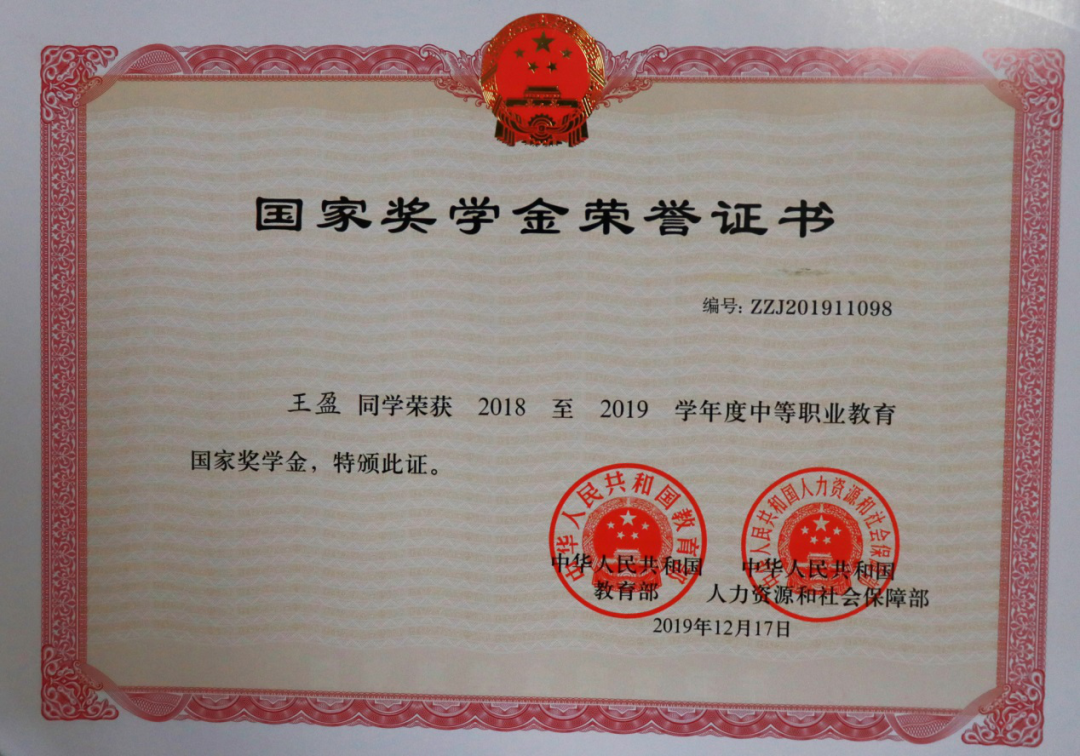 国家奖学金荣誉证书
编号: ZZJ201911098
王盈 同学荣获 2018 至 2019 学年度中等职业教育
国家奖学金，特颁此证。
中华人民共和国教育部
中华人民共和国人力资源和社会保障部
中华人民共和国 中华人民共和国
教育部 人力资源和社会保障部
2019年12月17日